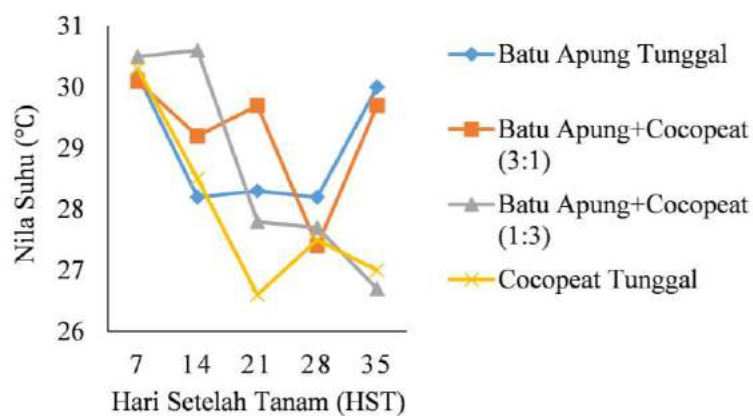 31
30
29
28
27
26
Nila Suhu (°C)
7 14 21 28 35
Hari Setelah Tanam (HST)
Batu Apung Tunggal
Batu Apung+Cocopeat
(3:1)
Batu Apung+Cocopeat
(1:3)
Cocopeat Tunggal